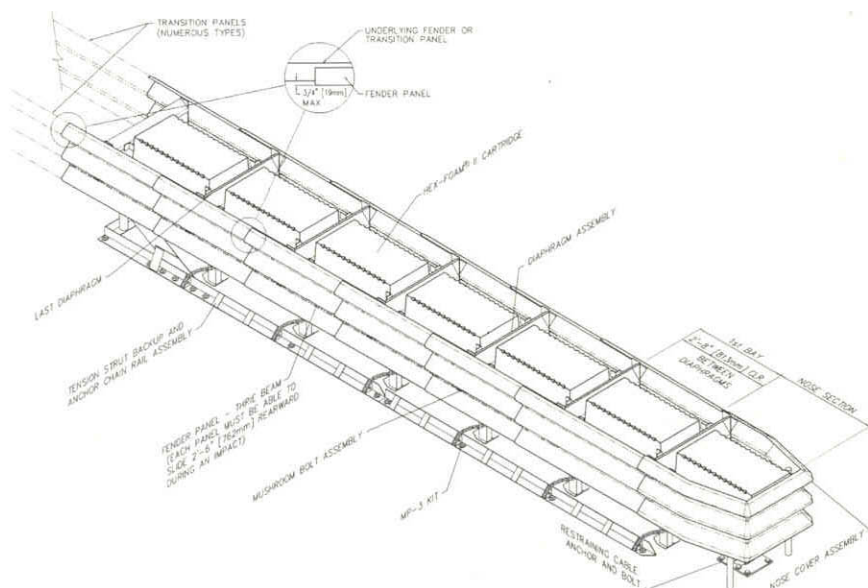 TRANSITION PANELS
(NUMEROUS TYPES)
UNDERLYING FENDER OR
TRANSITION PANEL
3/4" [19mm]
MAX
FENDER PANEL
HEX-FOAM® II CARTRIDGE
DIAPHRAGM ASSEMBLY
LAST DIAPHRAGM
TENSION STRUT BACKUP AND
ANCHOR CHAIN RAIL ASSEMBLY
FENDER PANEL - THRIE BEAM
(EACH PANEL MUST BE ABLE TO
SLIDE 2'-6" [762mm] REARWARD
DURING AN IMPACT)
MUSHROOM BOLT ASSEMBLY
MP-3 KIT
1st BAY
2'-8" [813mm] CLR
BETWEEN
DIAPHRAGMS
NOSE SECTION
RESTRAINING CABLE
ANCHOR AND BOLT
NOSE COVER ASSEMBLY